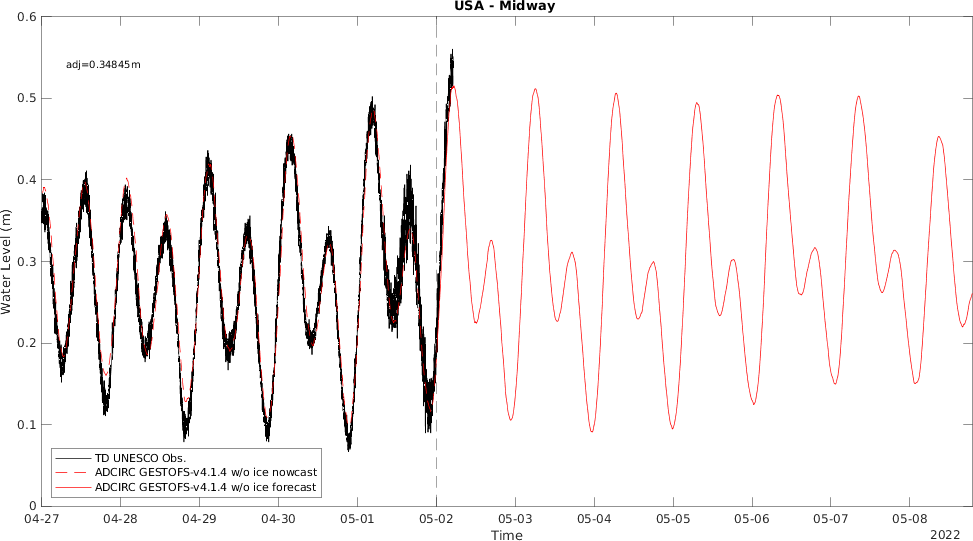 USA - Midway
0.6
adj=0.34845m
0.5
0.4
0.3
Water Level (m)
0.2
0.1
TD UNESCO Obs.
ADCIRC GESTOFS-v4.1.4 w/o ice nowcast
ADCIRC GESTOFS-v4.1.4 w/o ice forecast
0
04-27 04-28 04-29 04-30 05-01 05-02 05-03 05-04 05-05 05-06 05-07 05-08
Time
2022